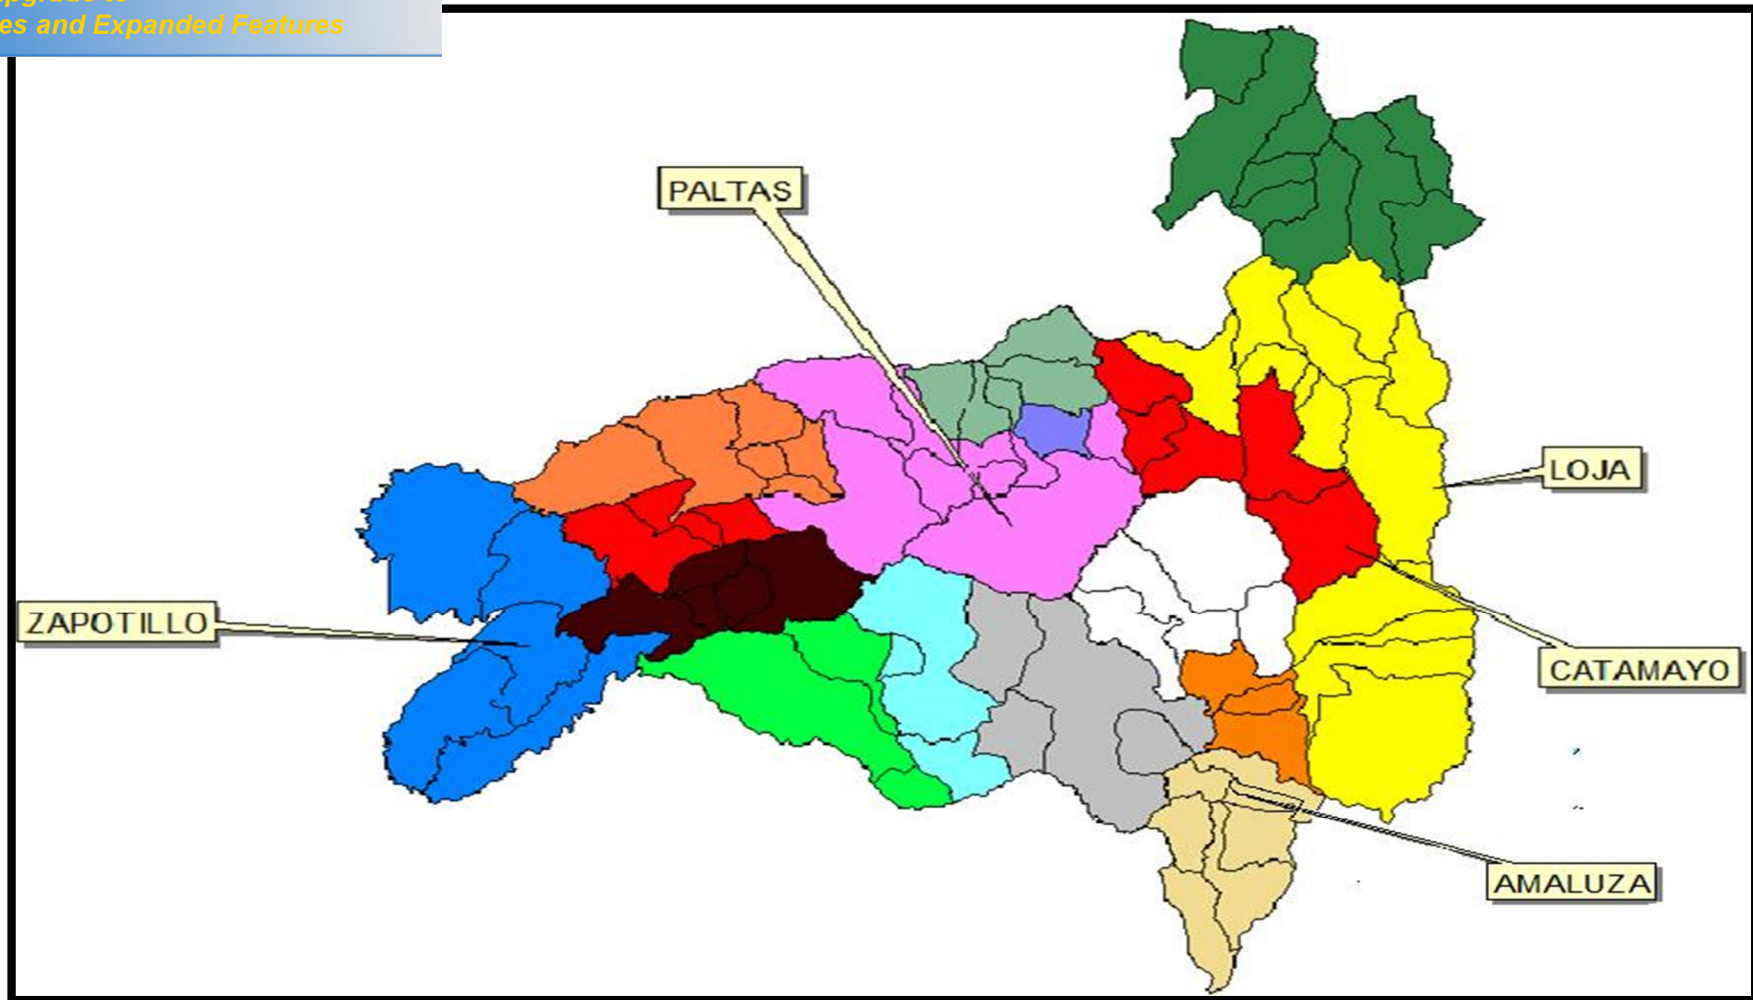 es and Expanded Features
PALTAS
LOJA
ZAPOTILLO
CATAMAYO
AMALUZA